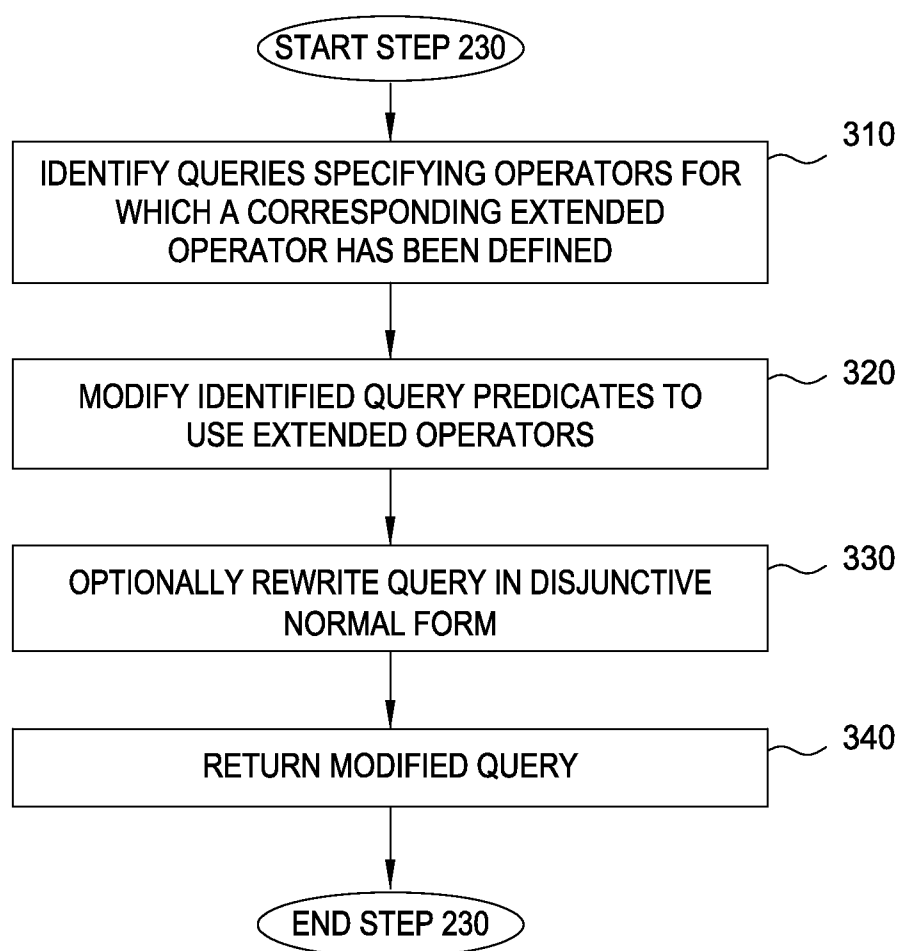 START STEP 230
310
IDENTIFY QUERIES SPECIFYING OPERATORS FOR
WHICH A CORRESPONDING EXTENDED
OPERATOR HAS BEEN DEFINED
320
MODIFY IDENTIFIED QUERY PREDICATES TO
USE EXTENDED OPERATORS
330
OPTIONALLY REWRITE QUERY IN DISJUNCTIVE
NORMAL FORM
340
RETURN MODIFIED QUERY
END STEP 230